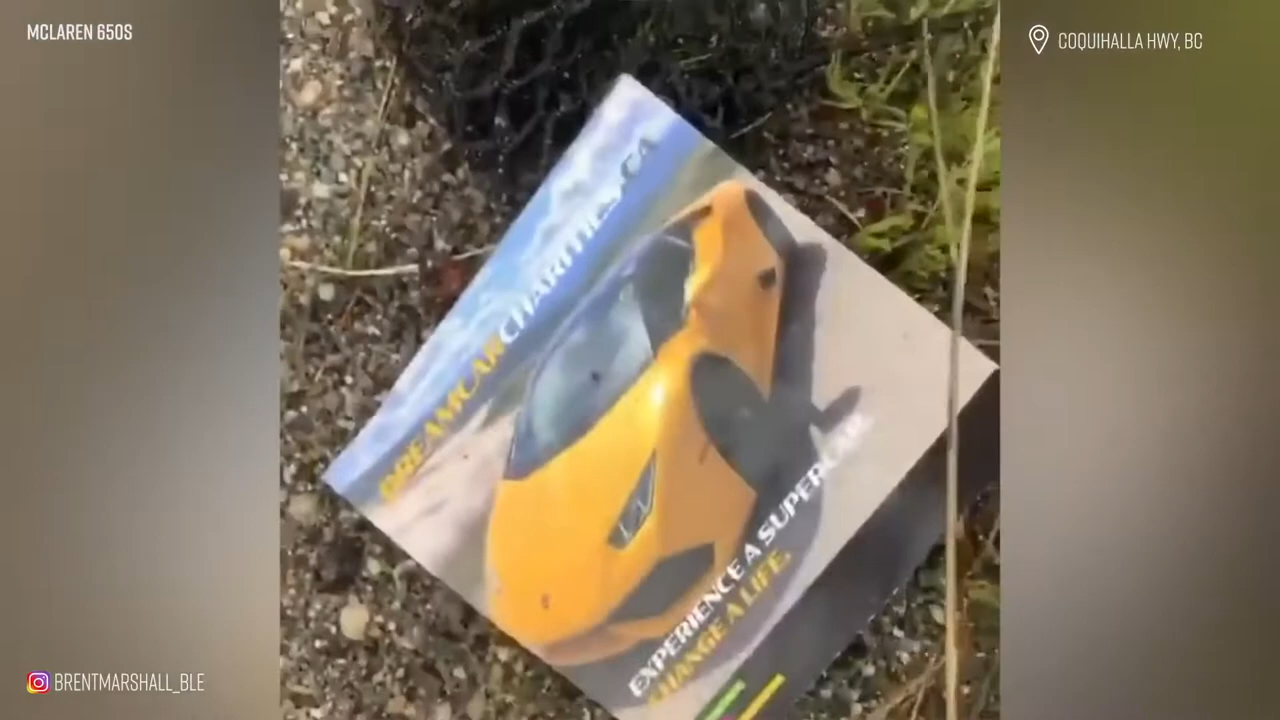 MCLAREN 650S
COQUIHALLA HWY, BC
DREAMCARCHARITIES.CA
EXPERIENCE A SUPERCAR
CHANGE A LIFE.
BRENTMARSHALL_BLE